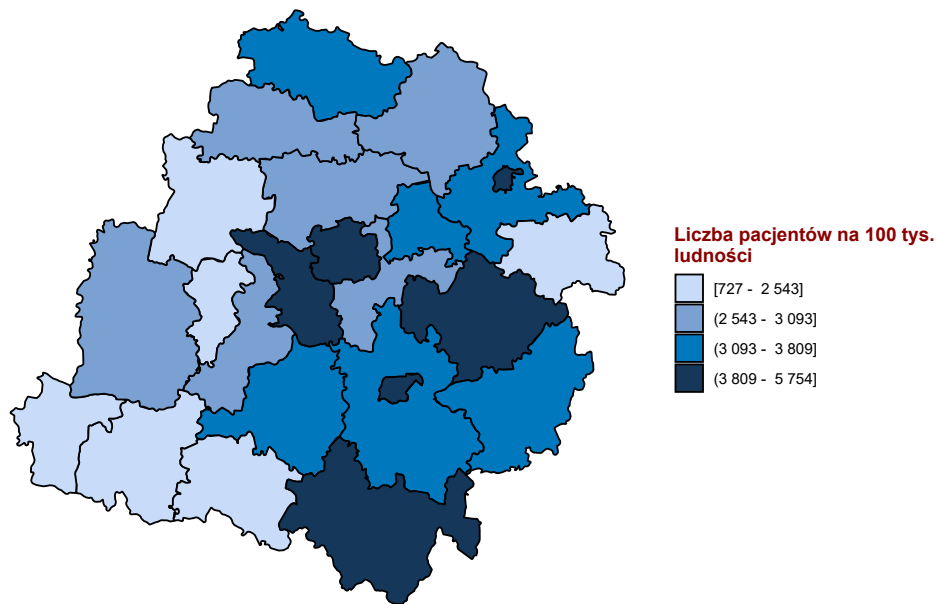 Liczba pacjentów na 100 tys.
ludności
[727 - 2 543]
(2 543 - 3 093]
(3 093 - 3 809]
(3 809 - 5 754]